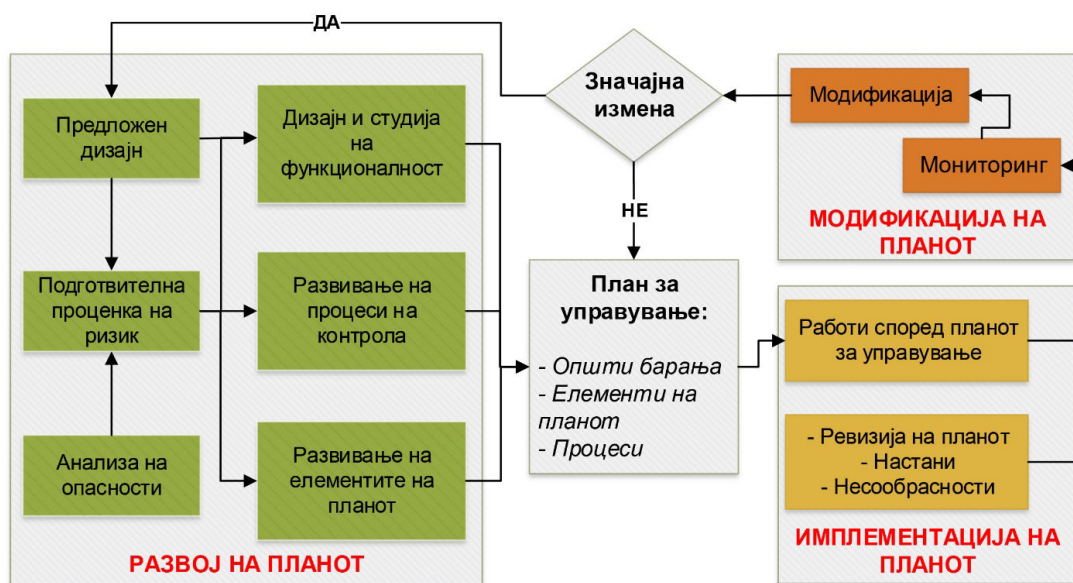 ДА
Предложен
дизајн
Дизајн и студија
на
функционалност
Подготвителна
проценка на
ризик
Развивање на
процеси на
контрола
Анализа на
опасности
Развивање на
елементите на
планот
РАЗВОЈ НА ПЛАНОТ
Значајна
измена
НЕ
План за
управување:
- Општи барања
- Елементи на
планот
- Процеси
Модификација
Мониторинг
МОДИФИКАЦИЈА НА
ПЛАНОТ
Работи според планот
за управување
- Ревизија на планот
- Настани
- Несообрасности
ИМПЛЕМЕНТАЦИЈА НА
ПЛАНОТ